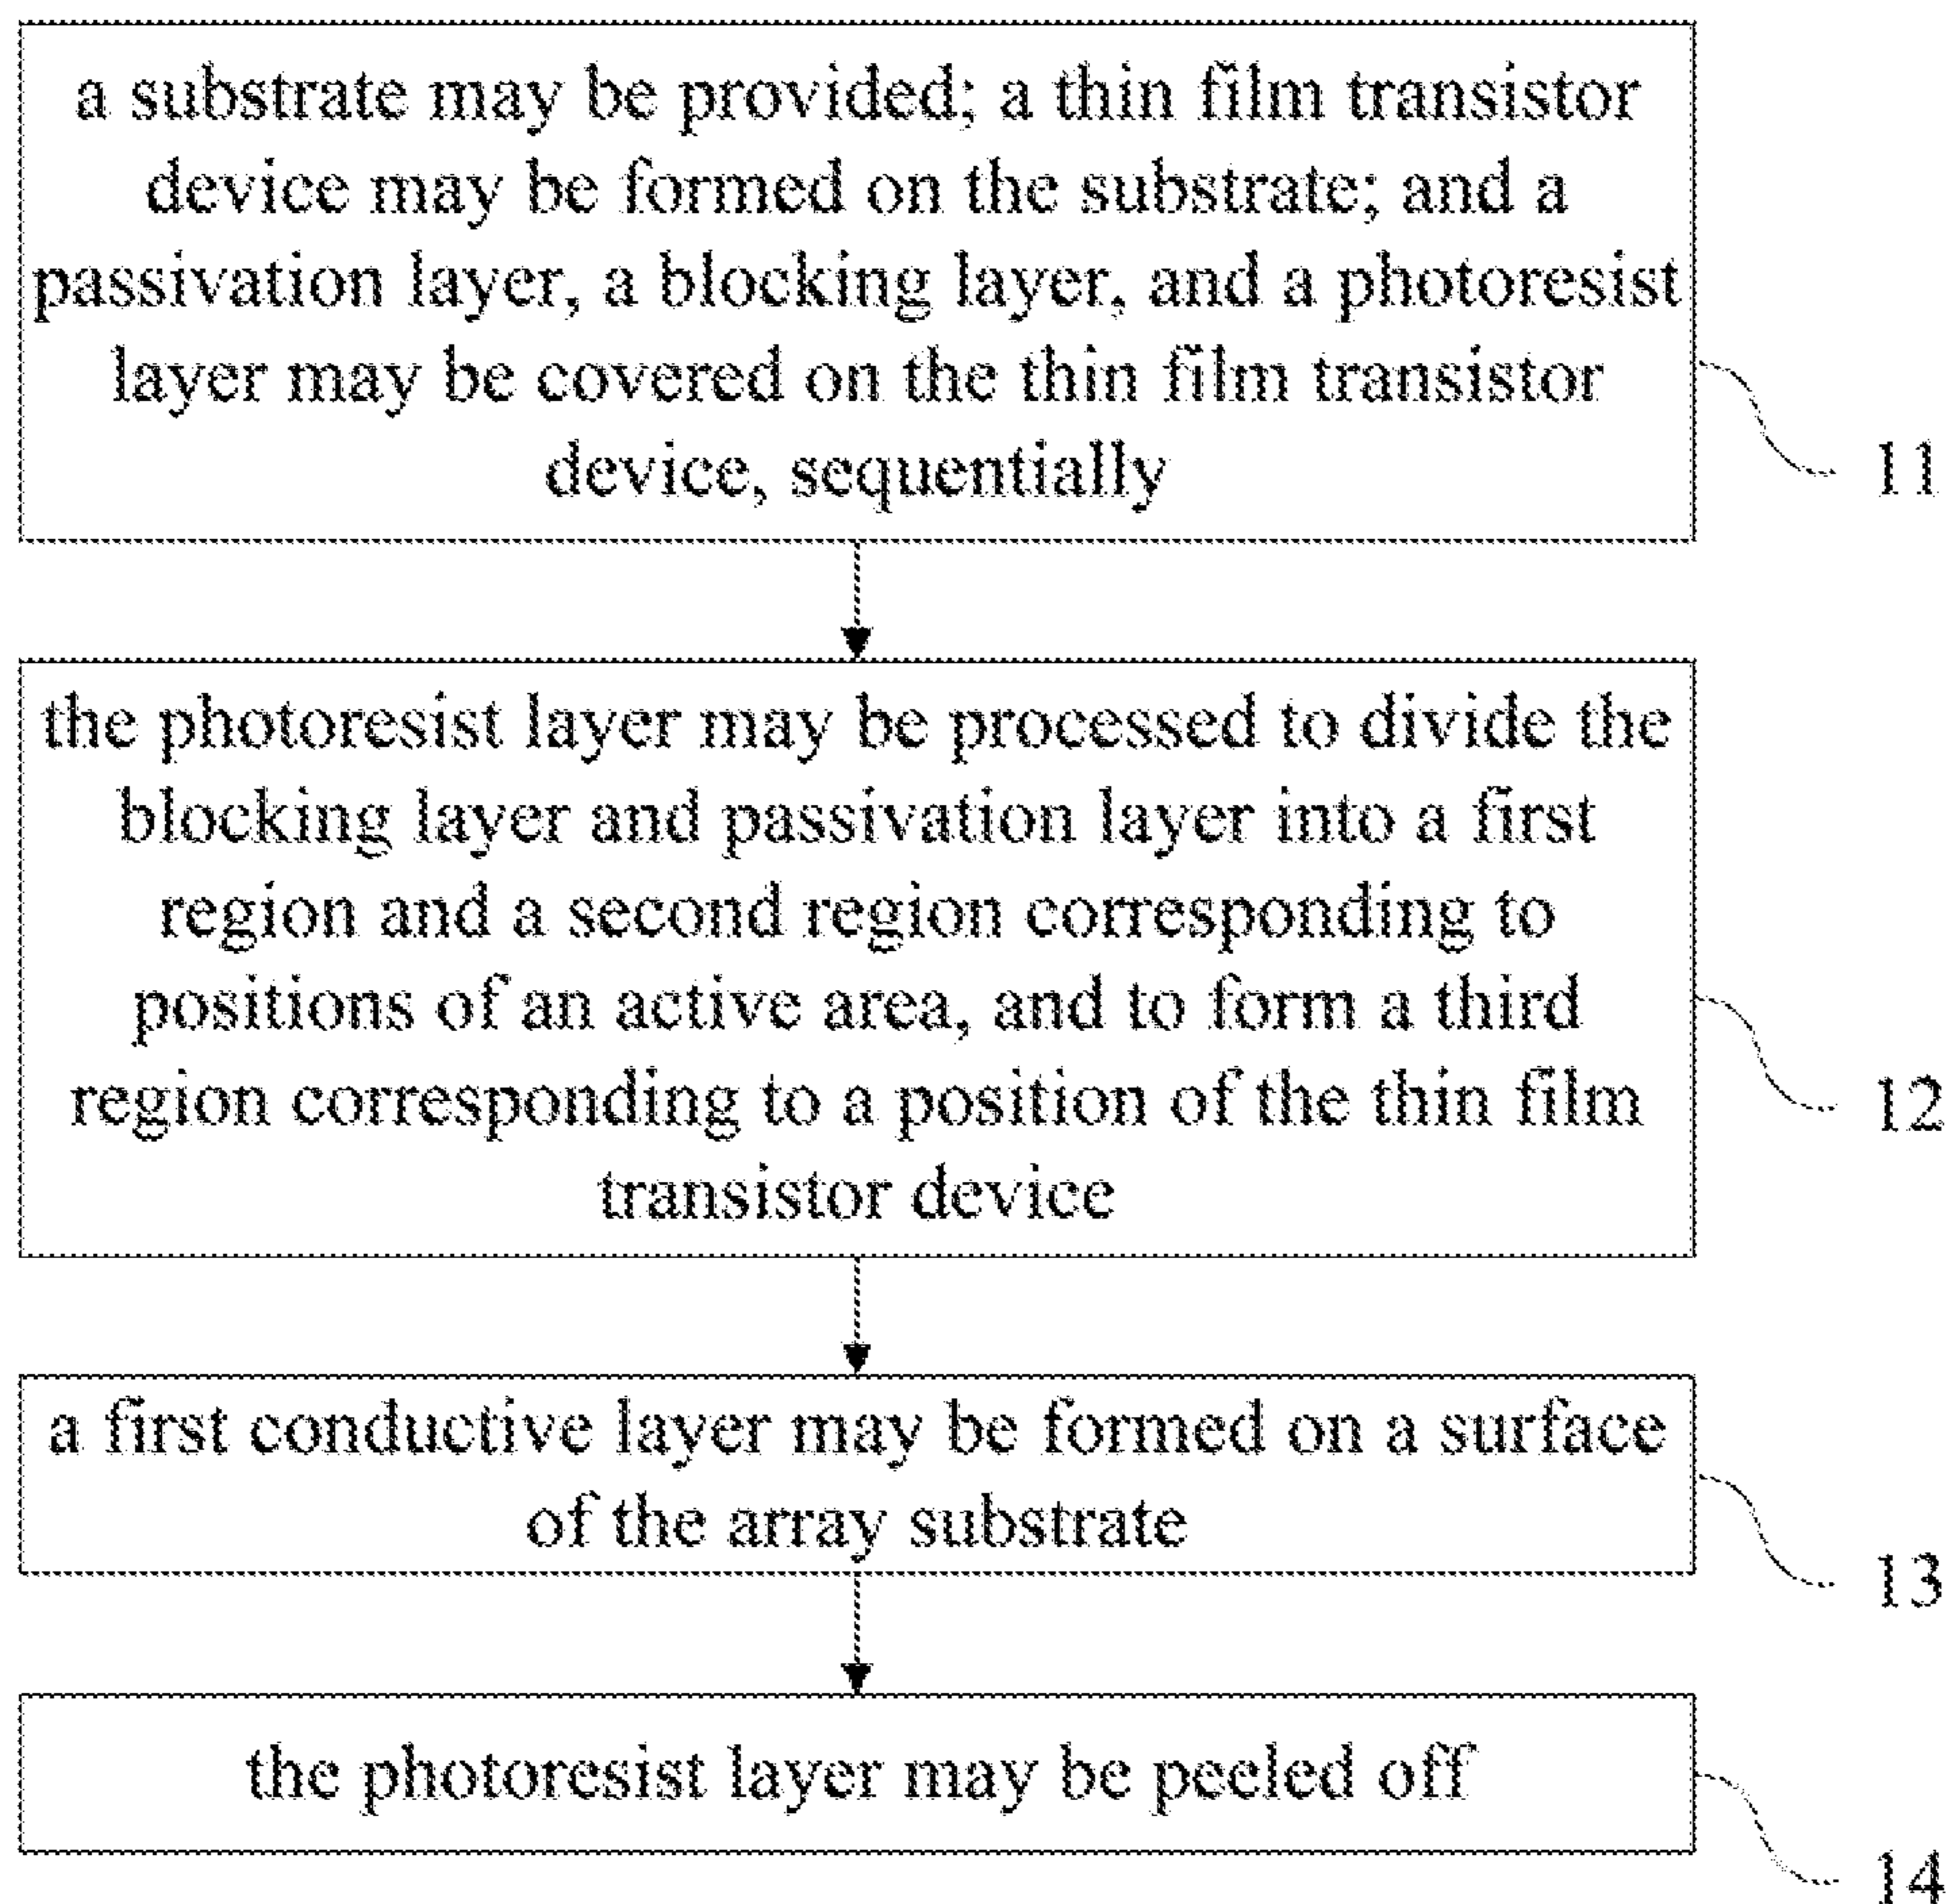 a substrate may be provided; a thin film transistor
device may be formed on the substrate; and a
passivation layer, a blocking layer, and a photoresist
layer may be covered on the thin film transistor
device, sequentially
11
the photoresist layer may be processed to divide the
blocking layer and passivation layer into a first
region and a second region corresponding to
positions of an active area, and to form a third
region corresponding to a position of the thin film
transistor device
12
a first conductive layer may be formed on a surface
of the array substrate
13
the photoresist layer may be peeled off
14